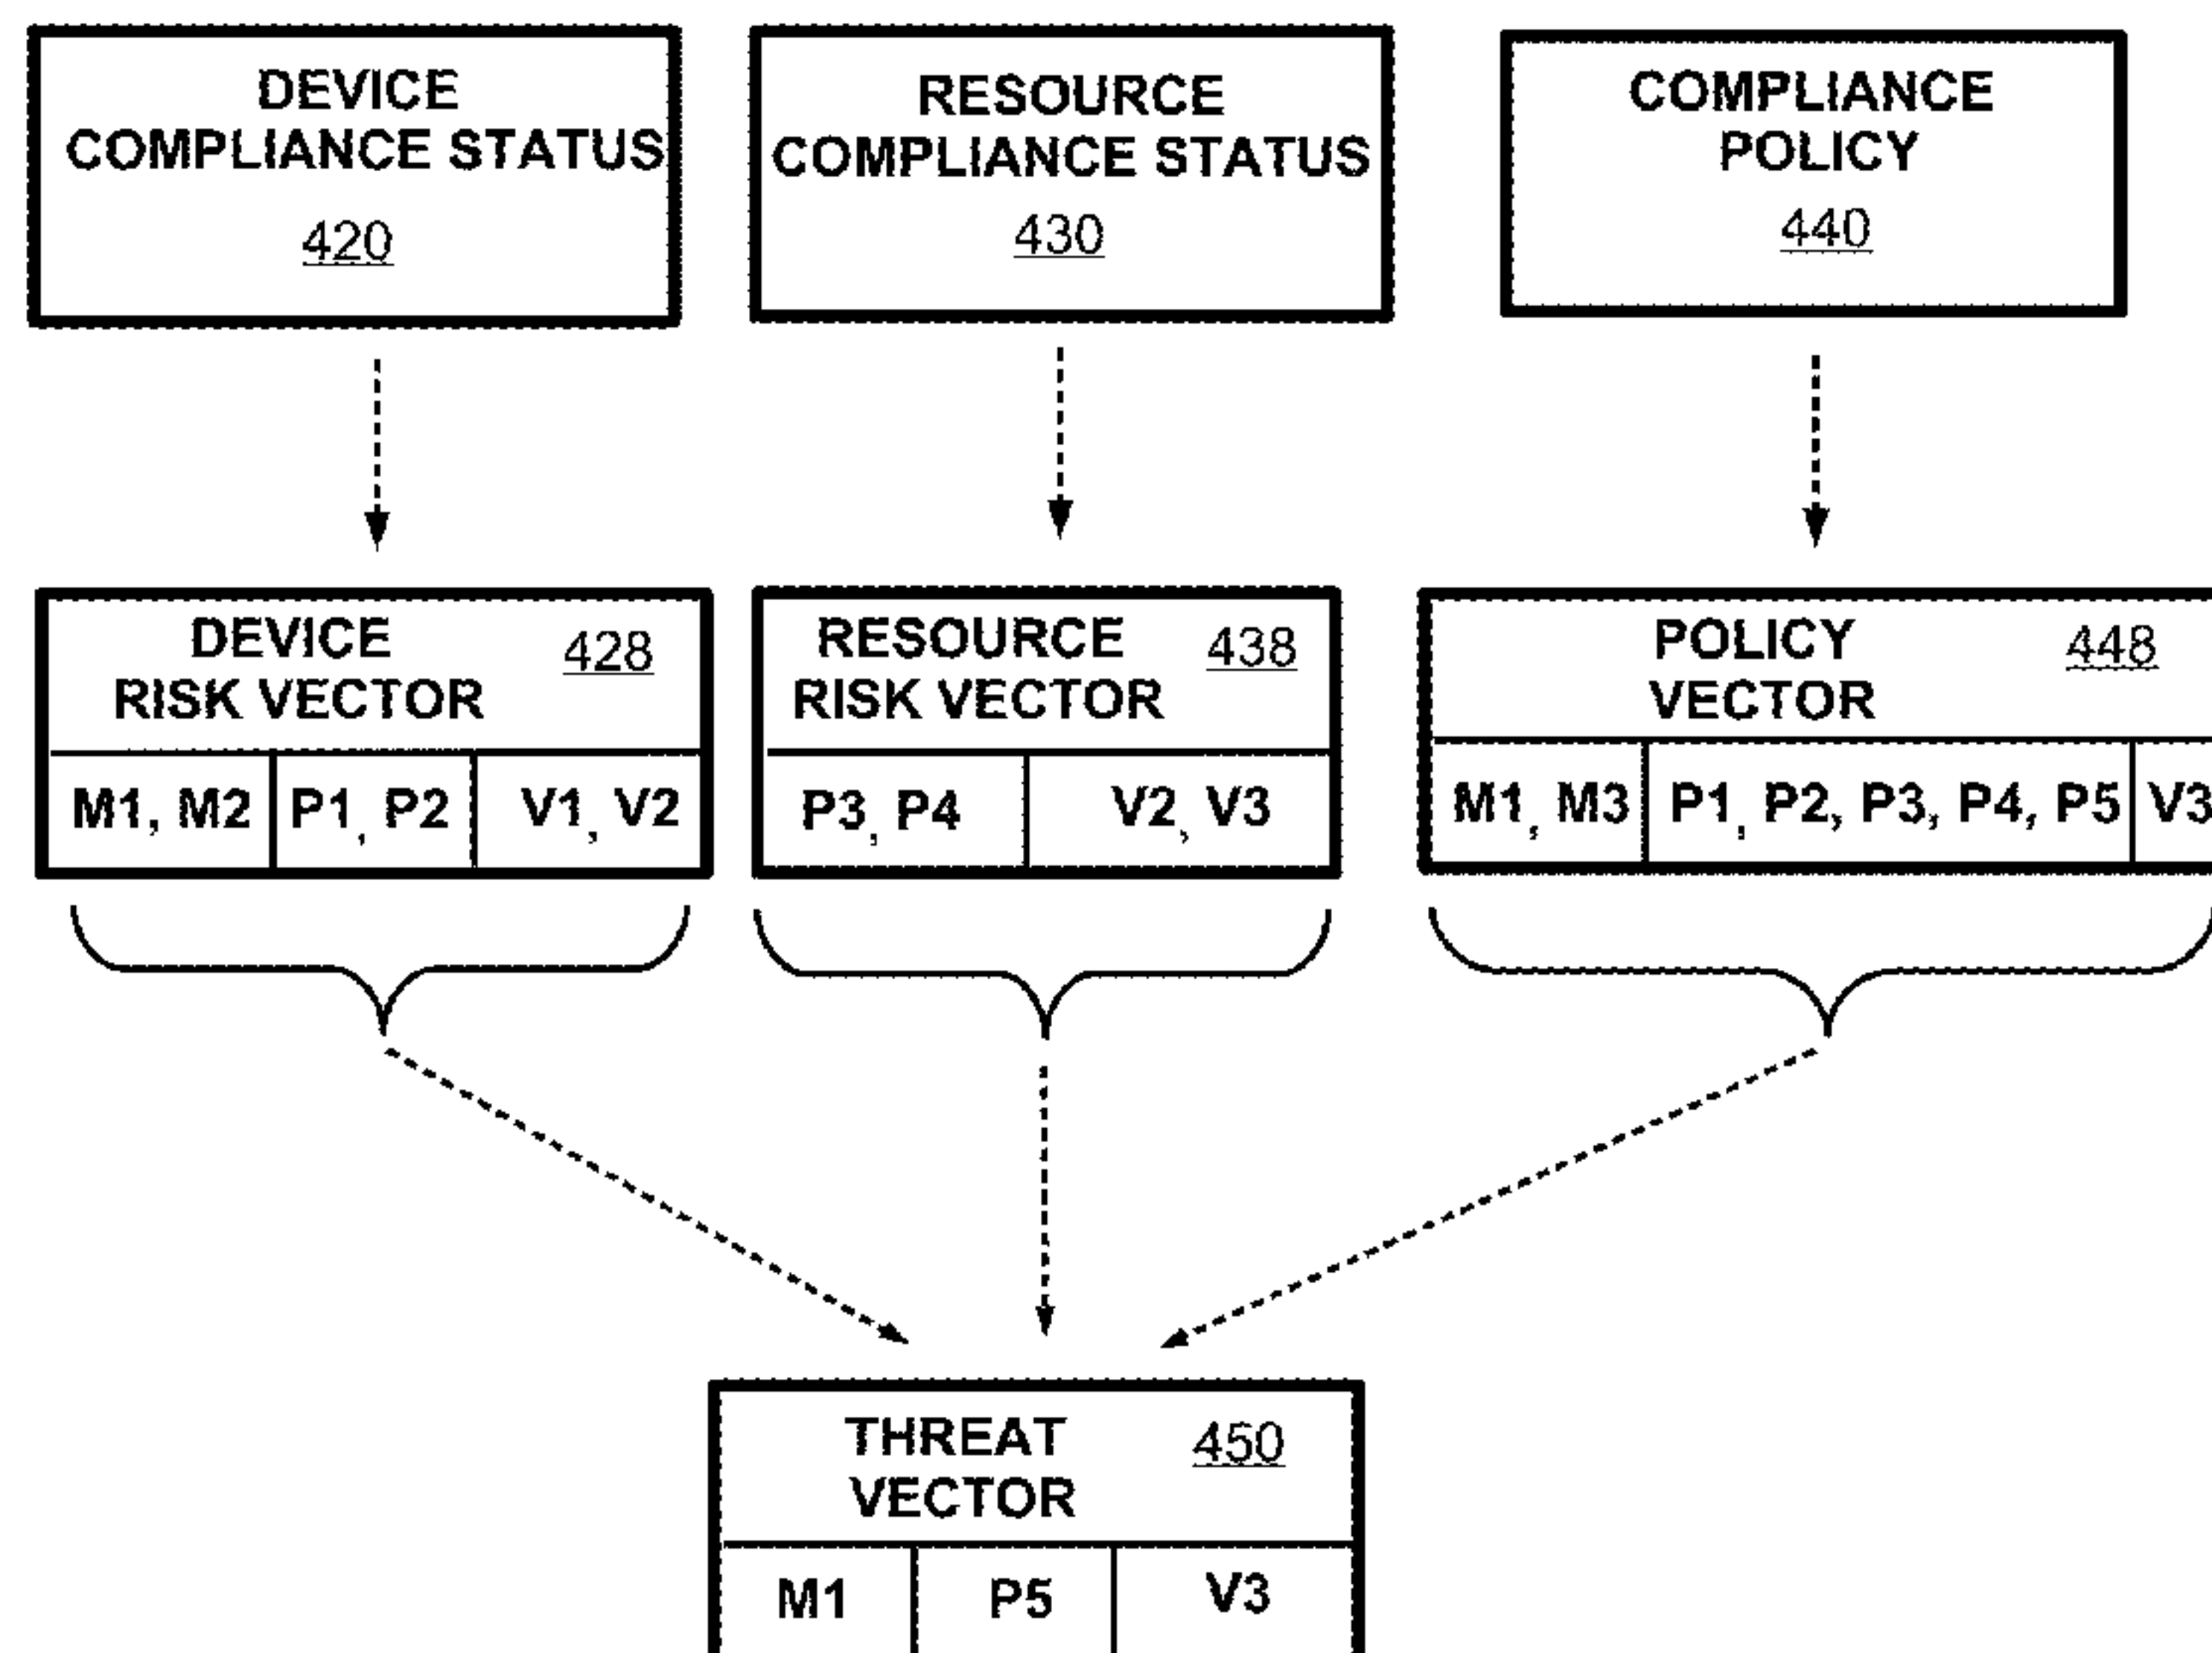 DEVICE
COMPLIANCE STATUS
420
RESOURCE
COMPLIANCE STATUS
430
COMPLIANCE
POLICY
440
DEVICE
RISK VECTOR
428
M1, M2
P1, P2
V1, V2
RESOURCE
RISK VECTOR
438
P3, P4
V2, V3
POLICY
VECTOR
448
M1, M3
P1, P2, P3, P4, P5
V3
THREAT
VECTOR
450
M1
P5
V3